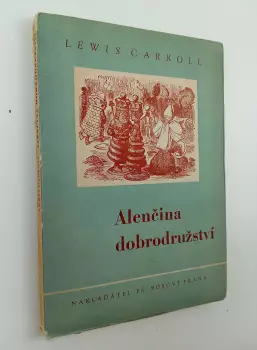 LEWIS CARROLL
Alenčina
dobrodružství
NAKLADATEL FR. BOROVÝ PRAHA